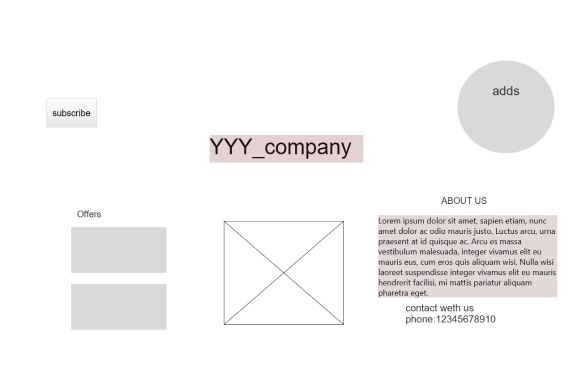 adds
subscribe
YYY_company
ABOUT US
Offers
Lorem ipsum dolor sit amet, sapien etiam, nunc
amet dolor ac odio mauris justo. Luctus arcu, urna
praesent at id quisque ac. Arcu es massa
vestibulum malesuada, integer vivamus elit eu
mauris eus, cum eros quis aliquam wisi. Nulla wisi
laoreet suspendisse integer vivamus elit eu mauris
hendrerit facilisi, mi mattis pariatur aliquam
pharetra eget.
contact weth us
phone:12345678910